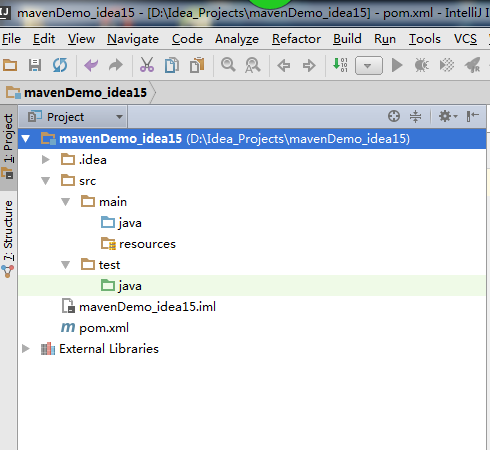 mavenDemo_idea15 - [D:\Idea_Projects\mavenDemo_idea15] - pom.xml - IntelliJ I
File Edit View Navigate Code Analyze Refactor Build Run Tools VCS
mavenDemo_idea15
Project
1: Project
7: Structure
mavenDemo_idea15 (D:\Idea_Projects\mavenDemo_idea15)
.idea
src
main
java
resources
test
java
mavenDemo_idea15.iml
pom.xml
External Libraries